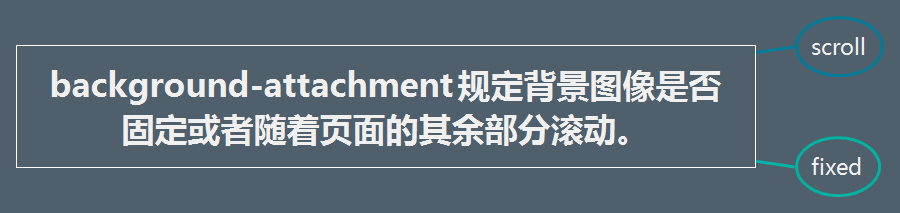 scroll
background-attachment规定背景图像是否
固定或者随着页面的其余部分滚动。
fixed